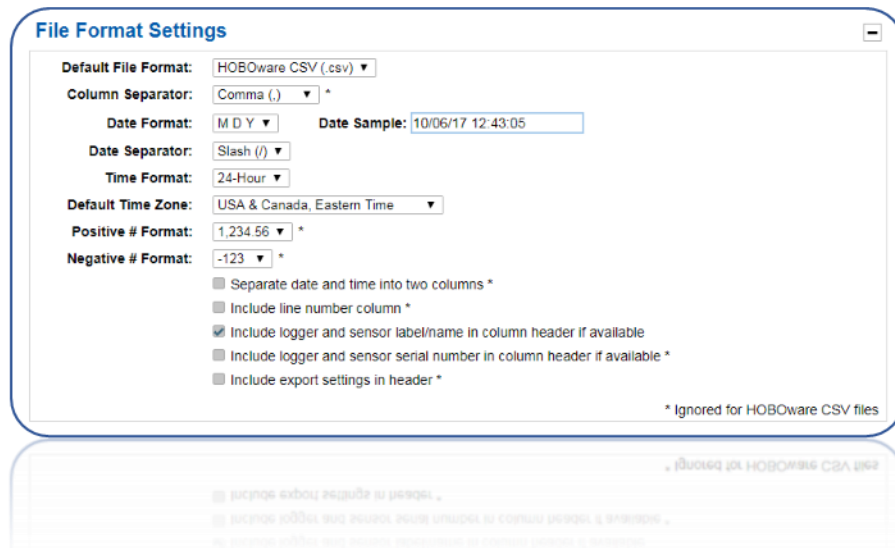 File Format Settings
Default File Format: HOBOware CSV (.csv)
Column Separator: Comma (,) *
Date Format: M D Y Date Sample: 10/06/17 12:43:05
Date Separator: Slash (/)
Time Format: 24-Hour
Default Time Zone: USA & Canada, Eastern Time
Positive # Format: 1,234.56 *
Negative # Format: -123 *
Separate date and time into two columns *
Include line number column *
Include logger and sensor label/name in column header if available
Include logger and sensor serial number in column header if available *
Include export settings in header *
* Ignored for HOBOware CSV files